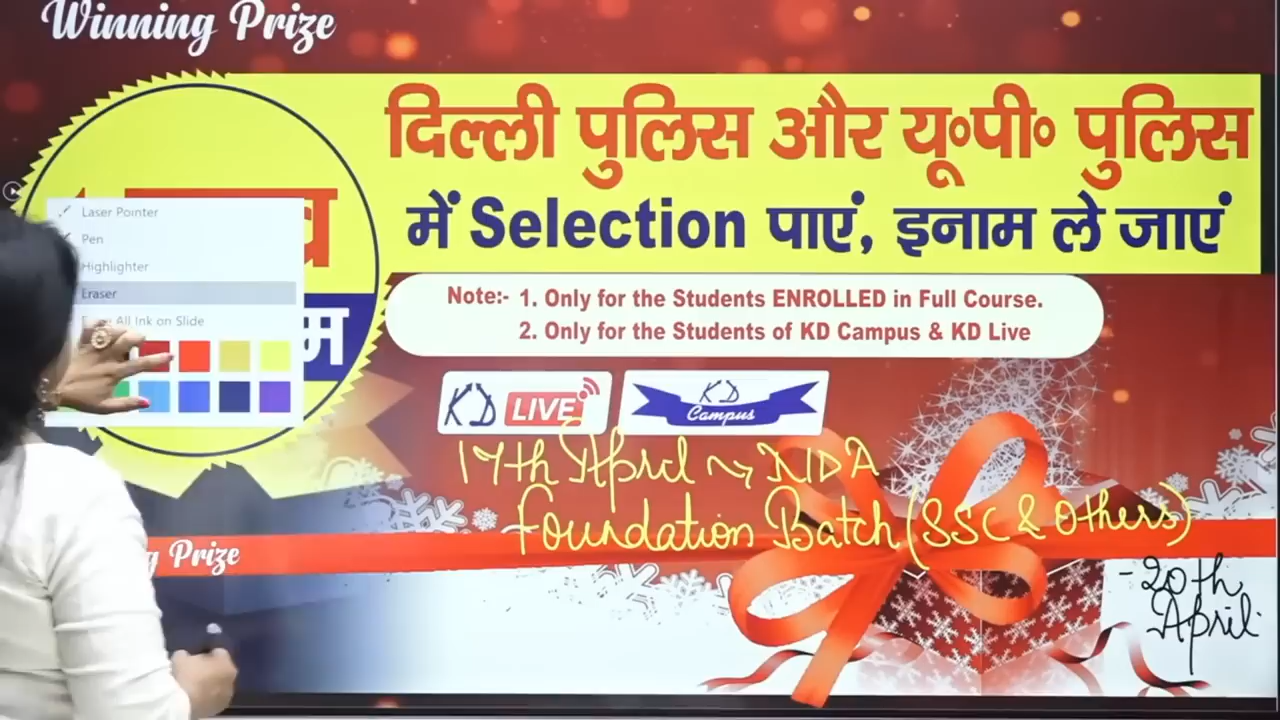 Winning Prize
दिल्ली पुलिस और यू०पी० पुलिस
में Selection पाएं, इनाम ले जाएं
Laser Pointer
Pen
Highlighter
Eraser
All Ink on Slide
Note:- 1. Only for the Students ENROLLED in Full Course.
2. Only for the Students of KD Campus & KD Live
KD LIVE
KD Campus
17th April → NDA
Foundation Batch (SSC & Others)
- 20th
April
Prize